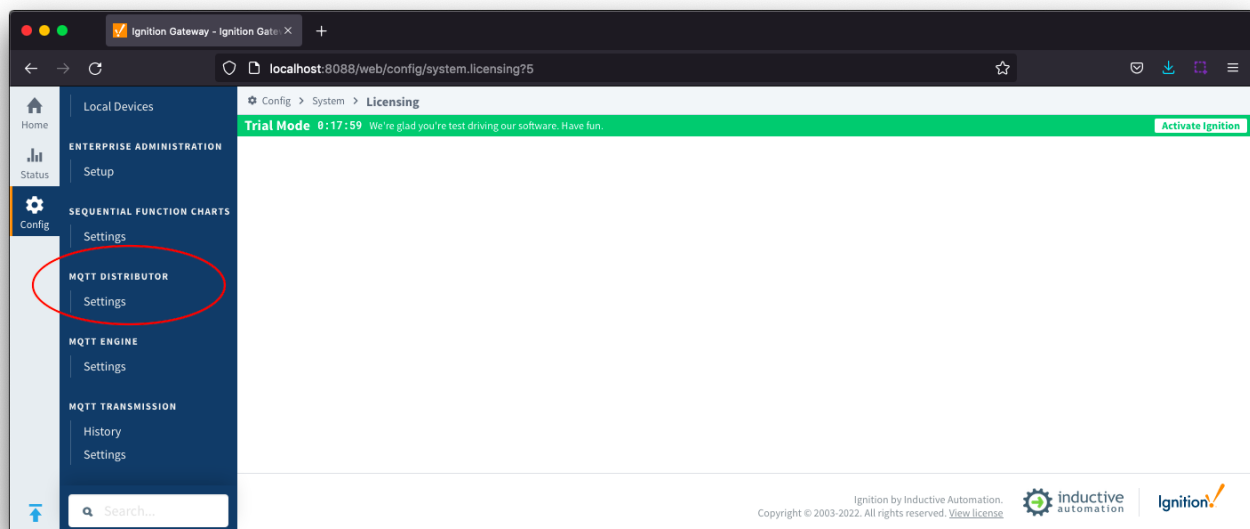 Ignition Gateway - Ignition Gate
localhost:8088/web/config/system.licensing?5
Home
Status
Config
Local Devices
ENTERPRISE ADMINISTRATION
Setup
SEQUENTIAL FUNCTION CHARTS
Settings
MQTT DISTRIBUTOR
Settings
MQTT ENGINE
Settings
MQTT TRANSMISSION
History
Settings
Search...
Config > System > Licensing
Trial Mode 0:17:59 We're glad you're test driving our software. Have fun.
Activate Ignition
Ignition by Inductive Automation.
Copyright © 2003-2022. All rights reserved. View license
inductive
automation
Ignition